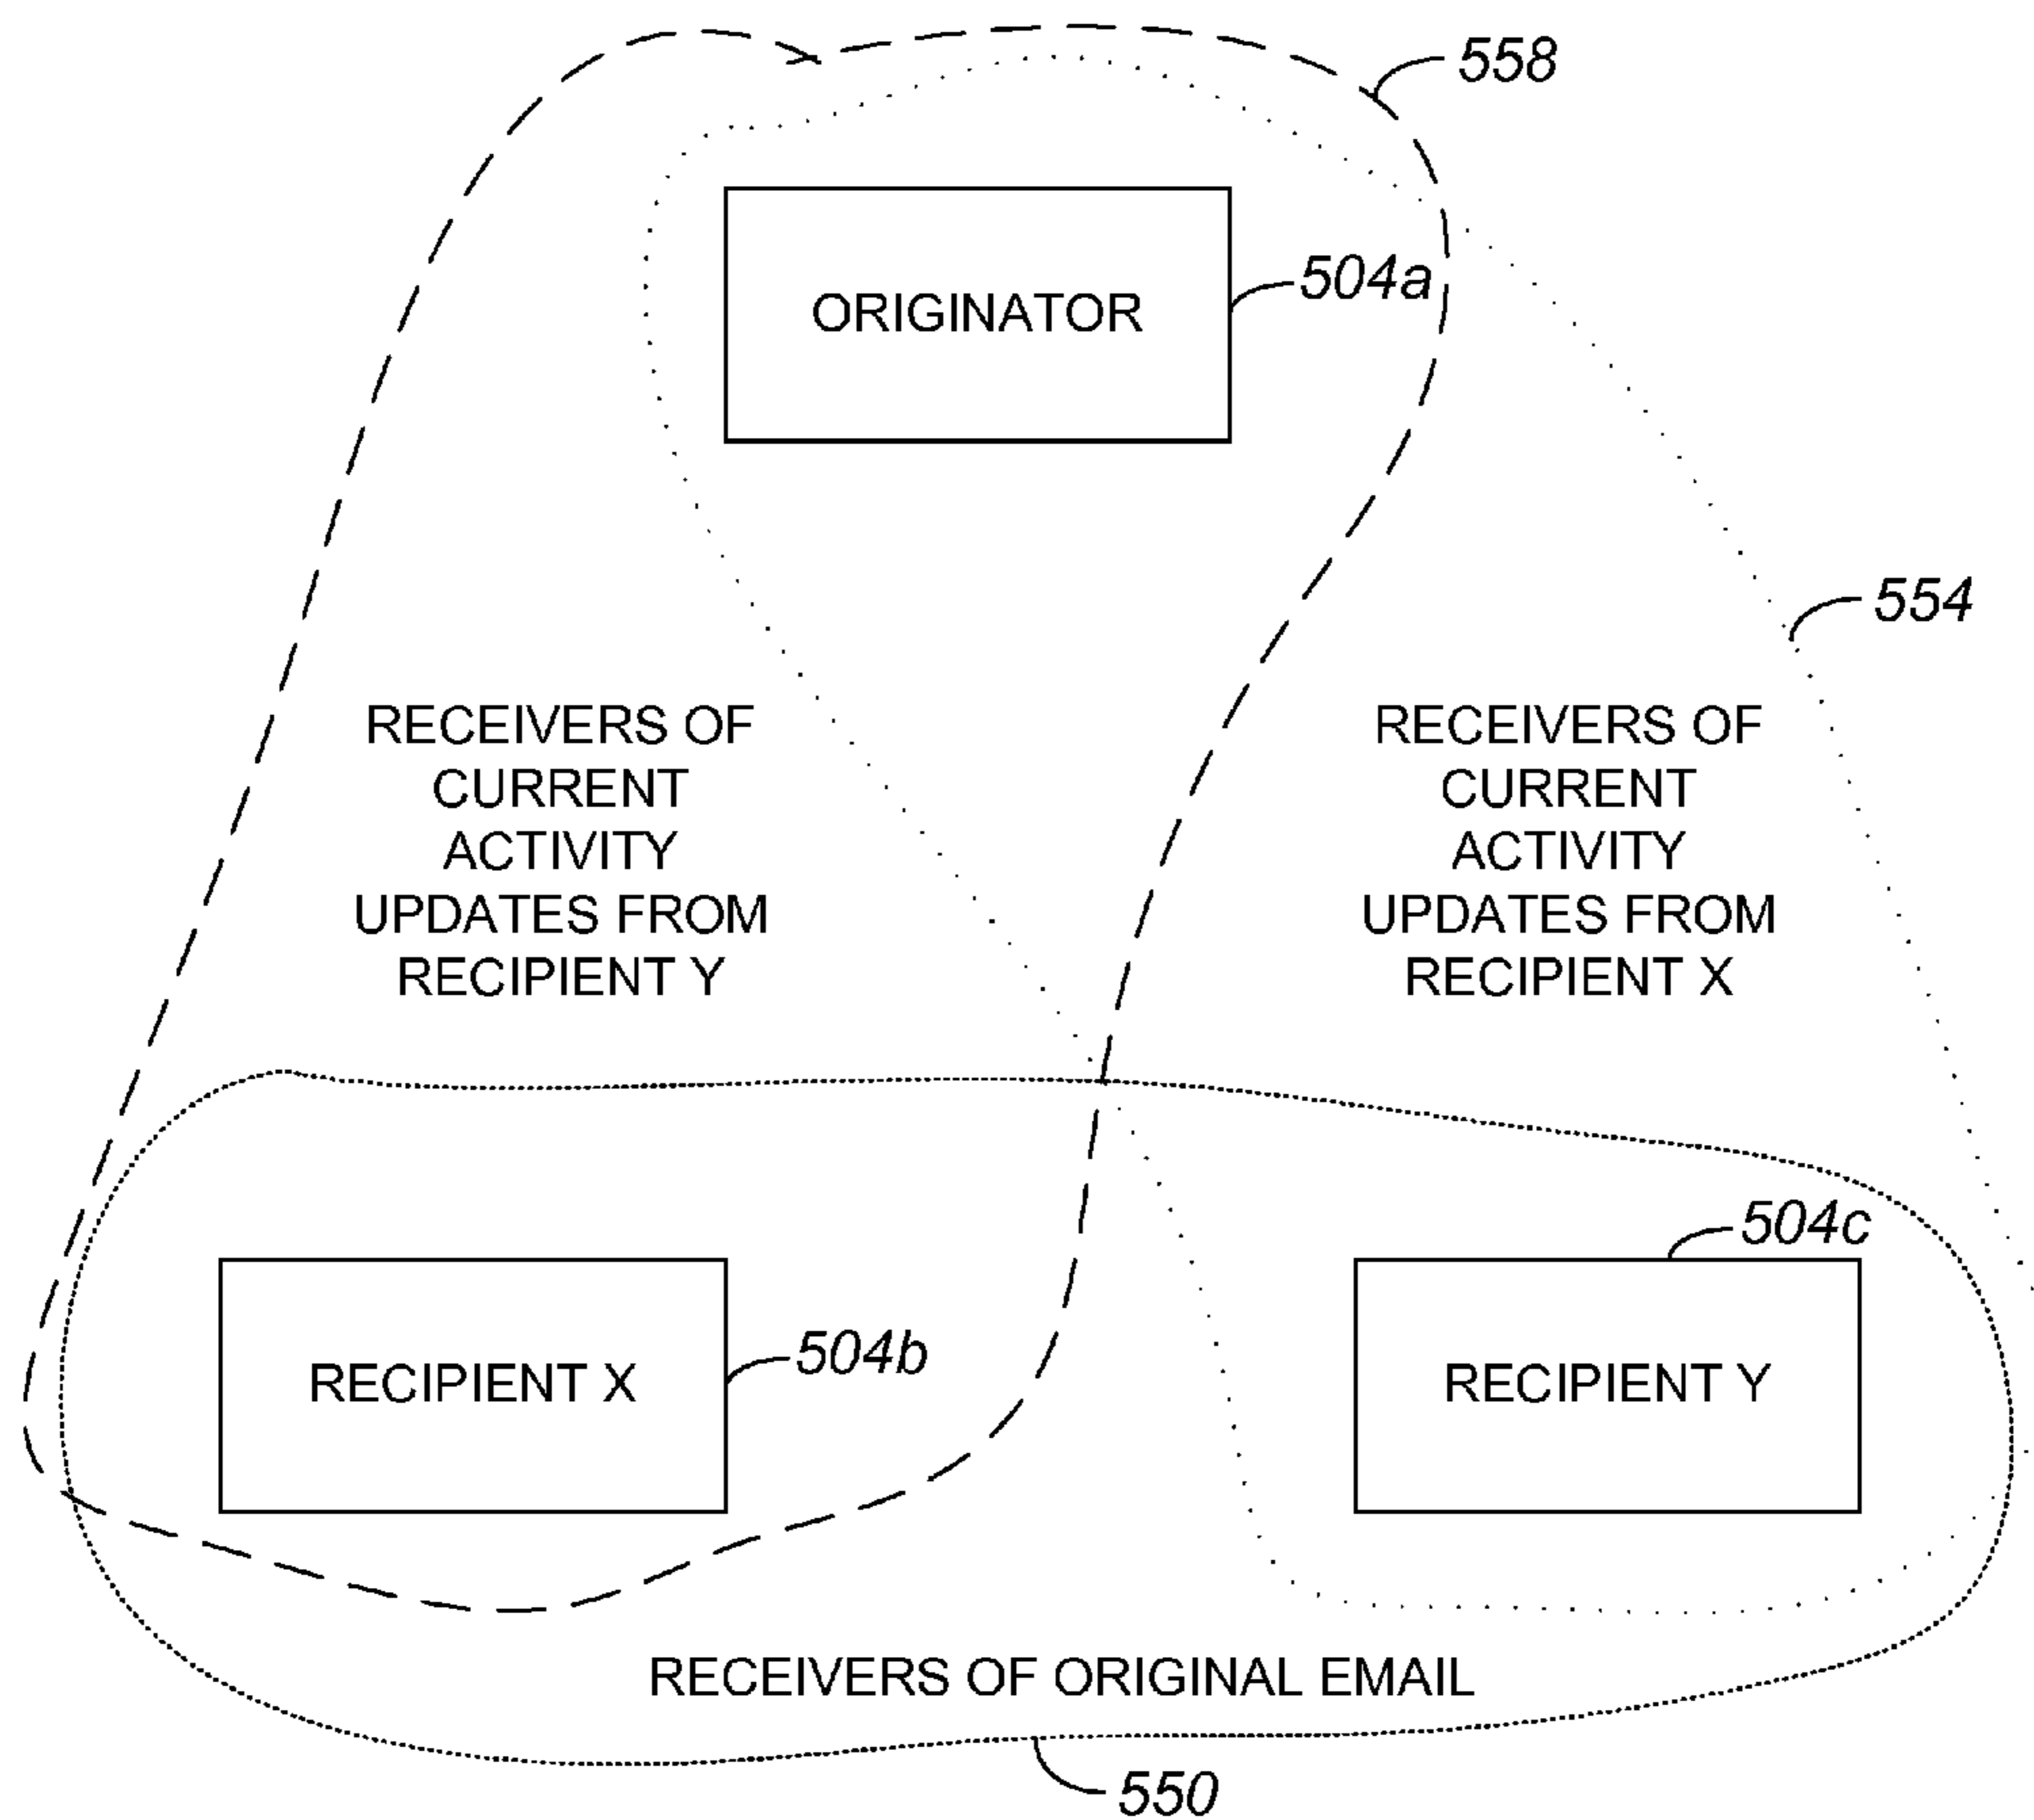 558
ORIGINATOR
504a
554
RECEIVERS OF
CURRENT
ACTIVITY
UPDATES FROM
RECIPIENT Y
RECEIVERS OF
CURRENT
ACTIVITY
UPDATES FROM
RECIPIENT X
RECIPIENT X
504b
504c
RECIPIENT Y
RECEIVERS OF ORIGINAL EMAIL
550